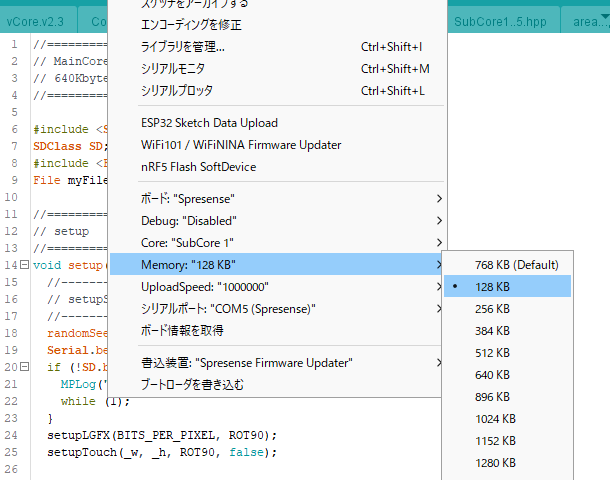 vCore.v2.3
Co
SubCore1..5.hpp
area...
スケッチをアーカイブする
エンコーディングを修正
ライブラリを管理... Ctrl+Shift+I
シリアルモニタ Ctrl+Shift+M
シリアルプロッタ Ctrl+Shift+L
ESP32 Sketch Data Upload
WiFi101 / WiFiNINA Firmware Updater
nRF5 Flash SoftDevice
ボード: "Spresense"
Debug: "Disabled"
Core: "SubCore 1"
Memory: "128 KB"
UploadSpeed: "1000000"
シリアルポート: "COM5 (Spresense)"
ボード情報を取得
書込装置: "Spresense Firmware Updater"
ブートローダを書き込む
768 KB (Default)
128 KB
256 KB
384 KB
512 KB
640 KB
896 KB
1024 KB
1152 KB
1280 KB
1 //==========
2 // MainCore
3 // 640Kbyte
4 //==========
5
6 #include <S
7 SDClass SD;
8 #include <F
9 File myFile
10
11 //==========
12 // setup
13 //==========
14 void setup(
15 //-------
16 // setupS
17 //-------
18 randomSee
19 Serial.be
20 if (!SD.b
21 MPLog("
22 while (1);
23 }
24 setupLGFX(BITS_PER_PIXEL, ROT90);
25 setupTouch(_w, _h, ROT90, false);
26